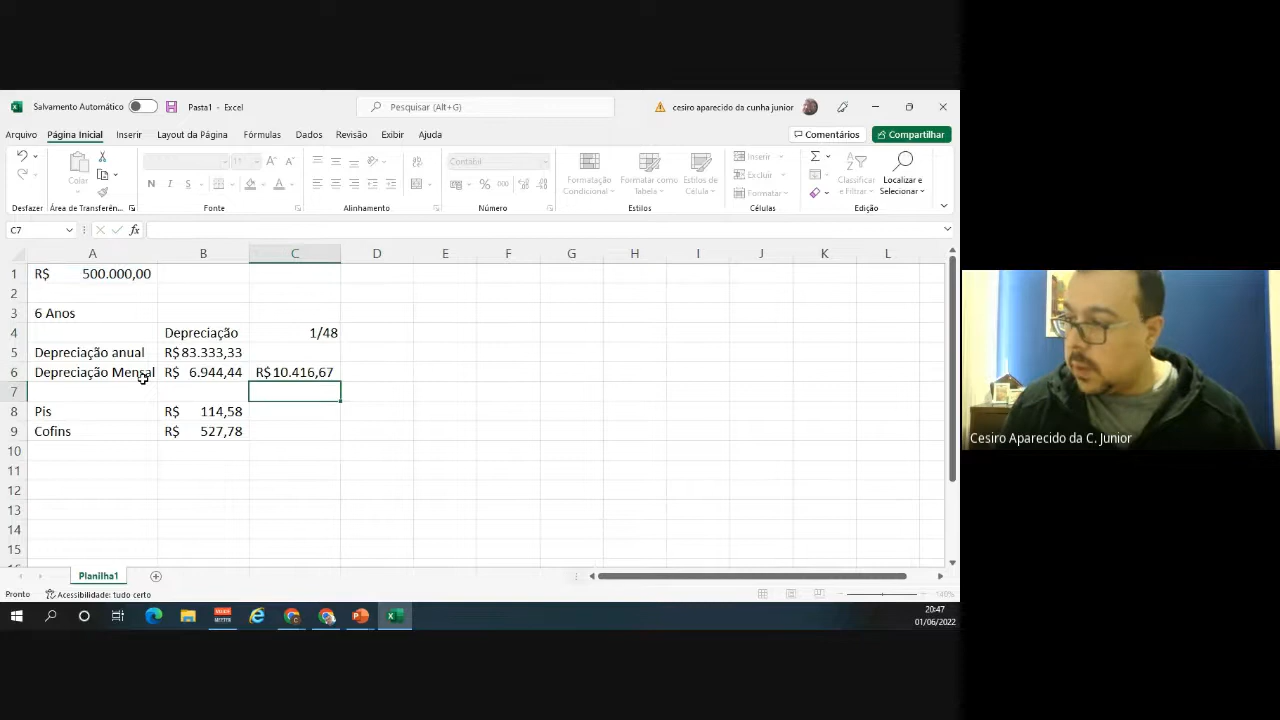 Salvamento Automático
Pasta1 - Excel
Pesquisar (Alt+G)
cesiro aparecido da cunha junior
Arquivo Página Inicial Inserir Layout da Página Fórmulas Dados Revisão Exibir Ajuda
Comentários
Compartilhar
Colar
11
N I S
A
Contábil
% 000
Formatação Condicional
Formatar como Tabela
Estilos de Célula
Inserir
Excluir
Formatar
Classificar e Filtrar
Localizar e Selecionar
Desfazer Área de Transferên... Fonte Alinhamento Número Estilos Células Edição
C7
fx
A B C D E F G H I J K L
1 R$ 500.000,00
2
3 6 Anos
4 Depreciação 1/48
5 Depreciação anual R$ 83.333,33
6 Depreciação Mensal R$ 6.944,44 R$ 10.416,67
7
8 Pis R$ 114,58
9 Cofins R$ 527,78
10
11
12
13
14
15
Planilha1
Pronto
Acessibilidade: tudo certo
140%
20:47
01/06/2022
Cesiro Aparecido da C. Junior